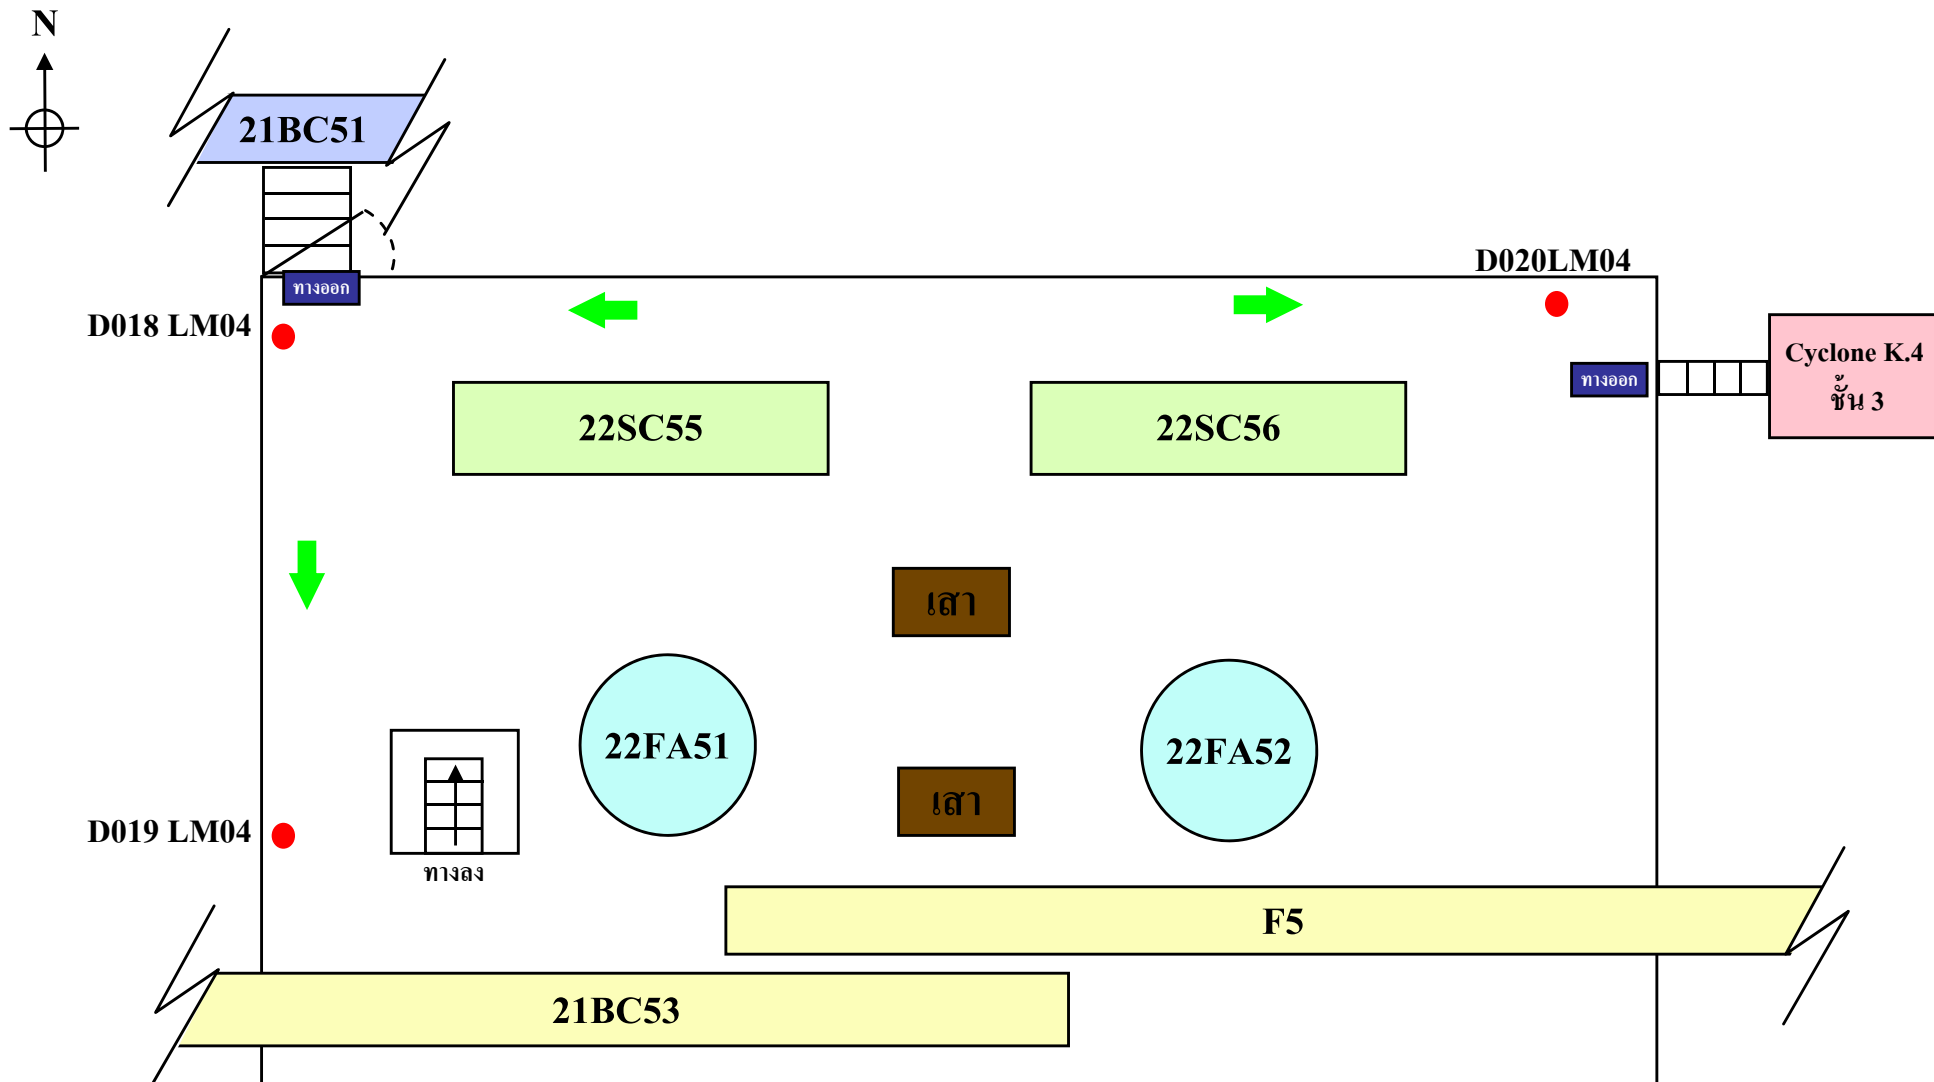 N
21BC51
D020LM04
ทางออก
D018 LM04
Cyclone K.4
ชั้น 3
ทางออก
22SC55
22SC56
เสา
22FA51
22FA52
เสา
D019 LM04
ทางลง
F5
21BC53